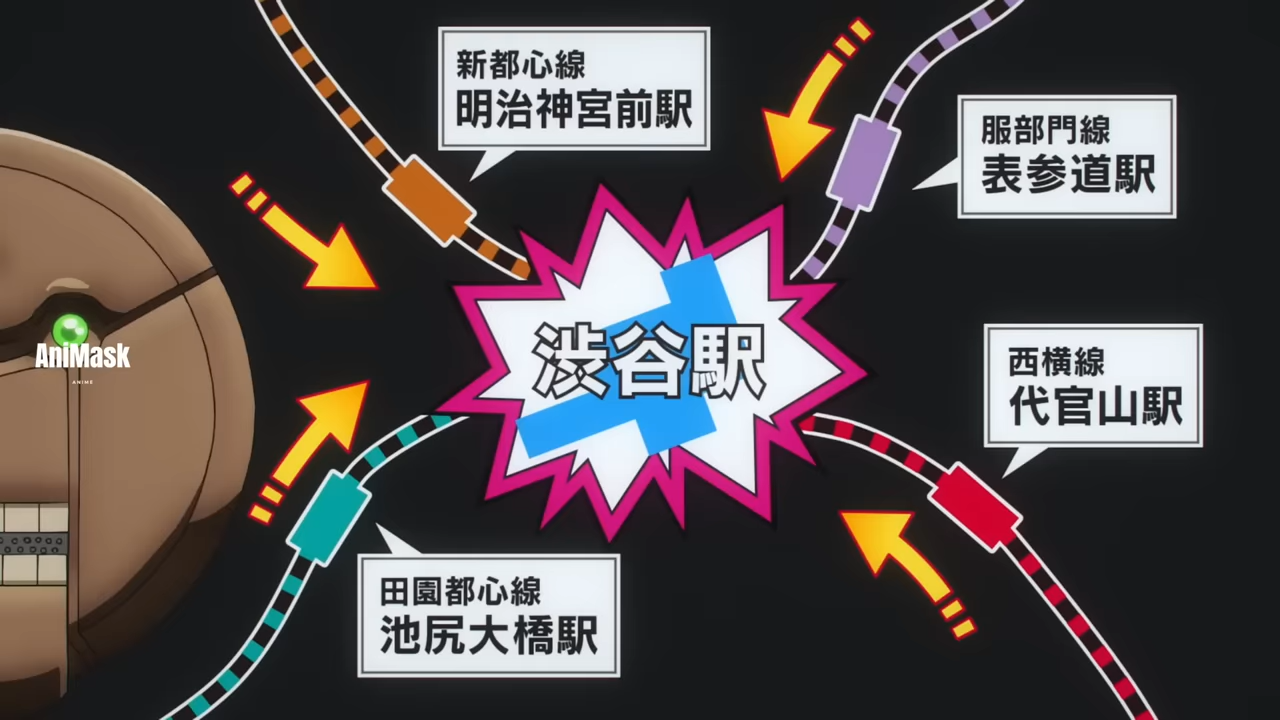 新都心線
明治神宮前駅
服部門線
表参道駅
渋谷駅
AniMask
ANIME
西横線
代官山駅
田園都心線
池尻大橋駅